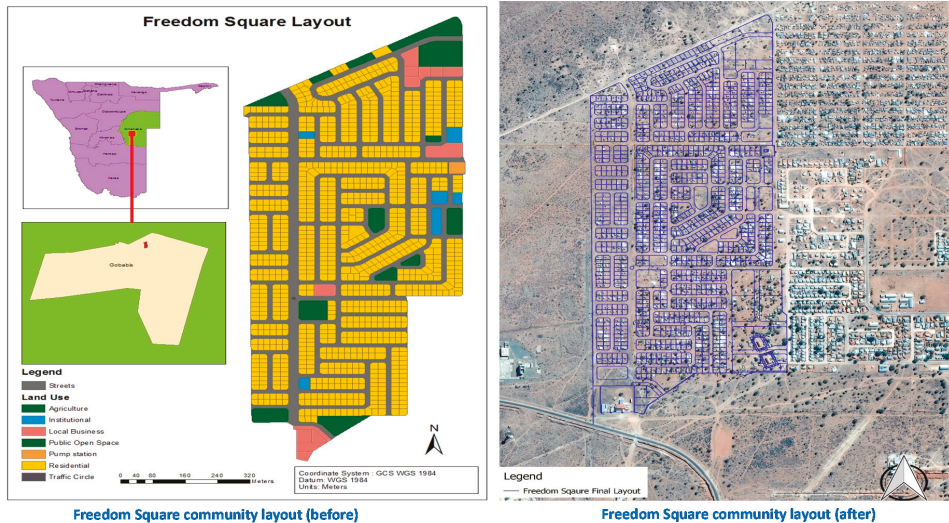 Freedom Square Layout
Gobabis
Legend
Streets
Land Use
Agriculture
Institutional
Local Business
Public Open Space
Pump station
Residential
Traffic Circle
0 40 80 160 240 320
Meters
N
Coordinate System : GCS WGS 1984
Datum: WGS 1984
Units: Meters
Legend
Freedom Sqaure Final Layout
Freedom Square community layout (before)
Freedom Square community layout (after)